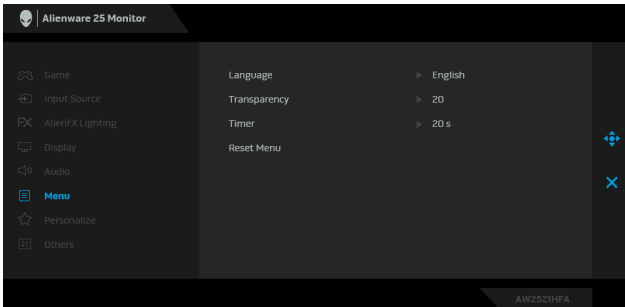 Alienware 25 Monitor
Game
Input Source
AlienFX Lighting
Display
Audio
Menu
Personalize
Others
Language English
Transparency 20
Timer 20 s
Reset Menu
AW2521HFA